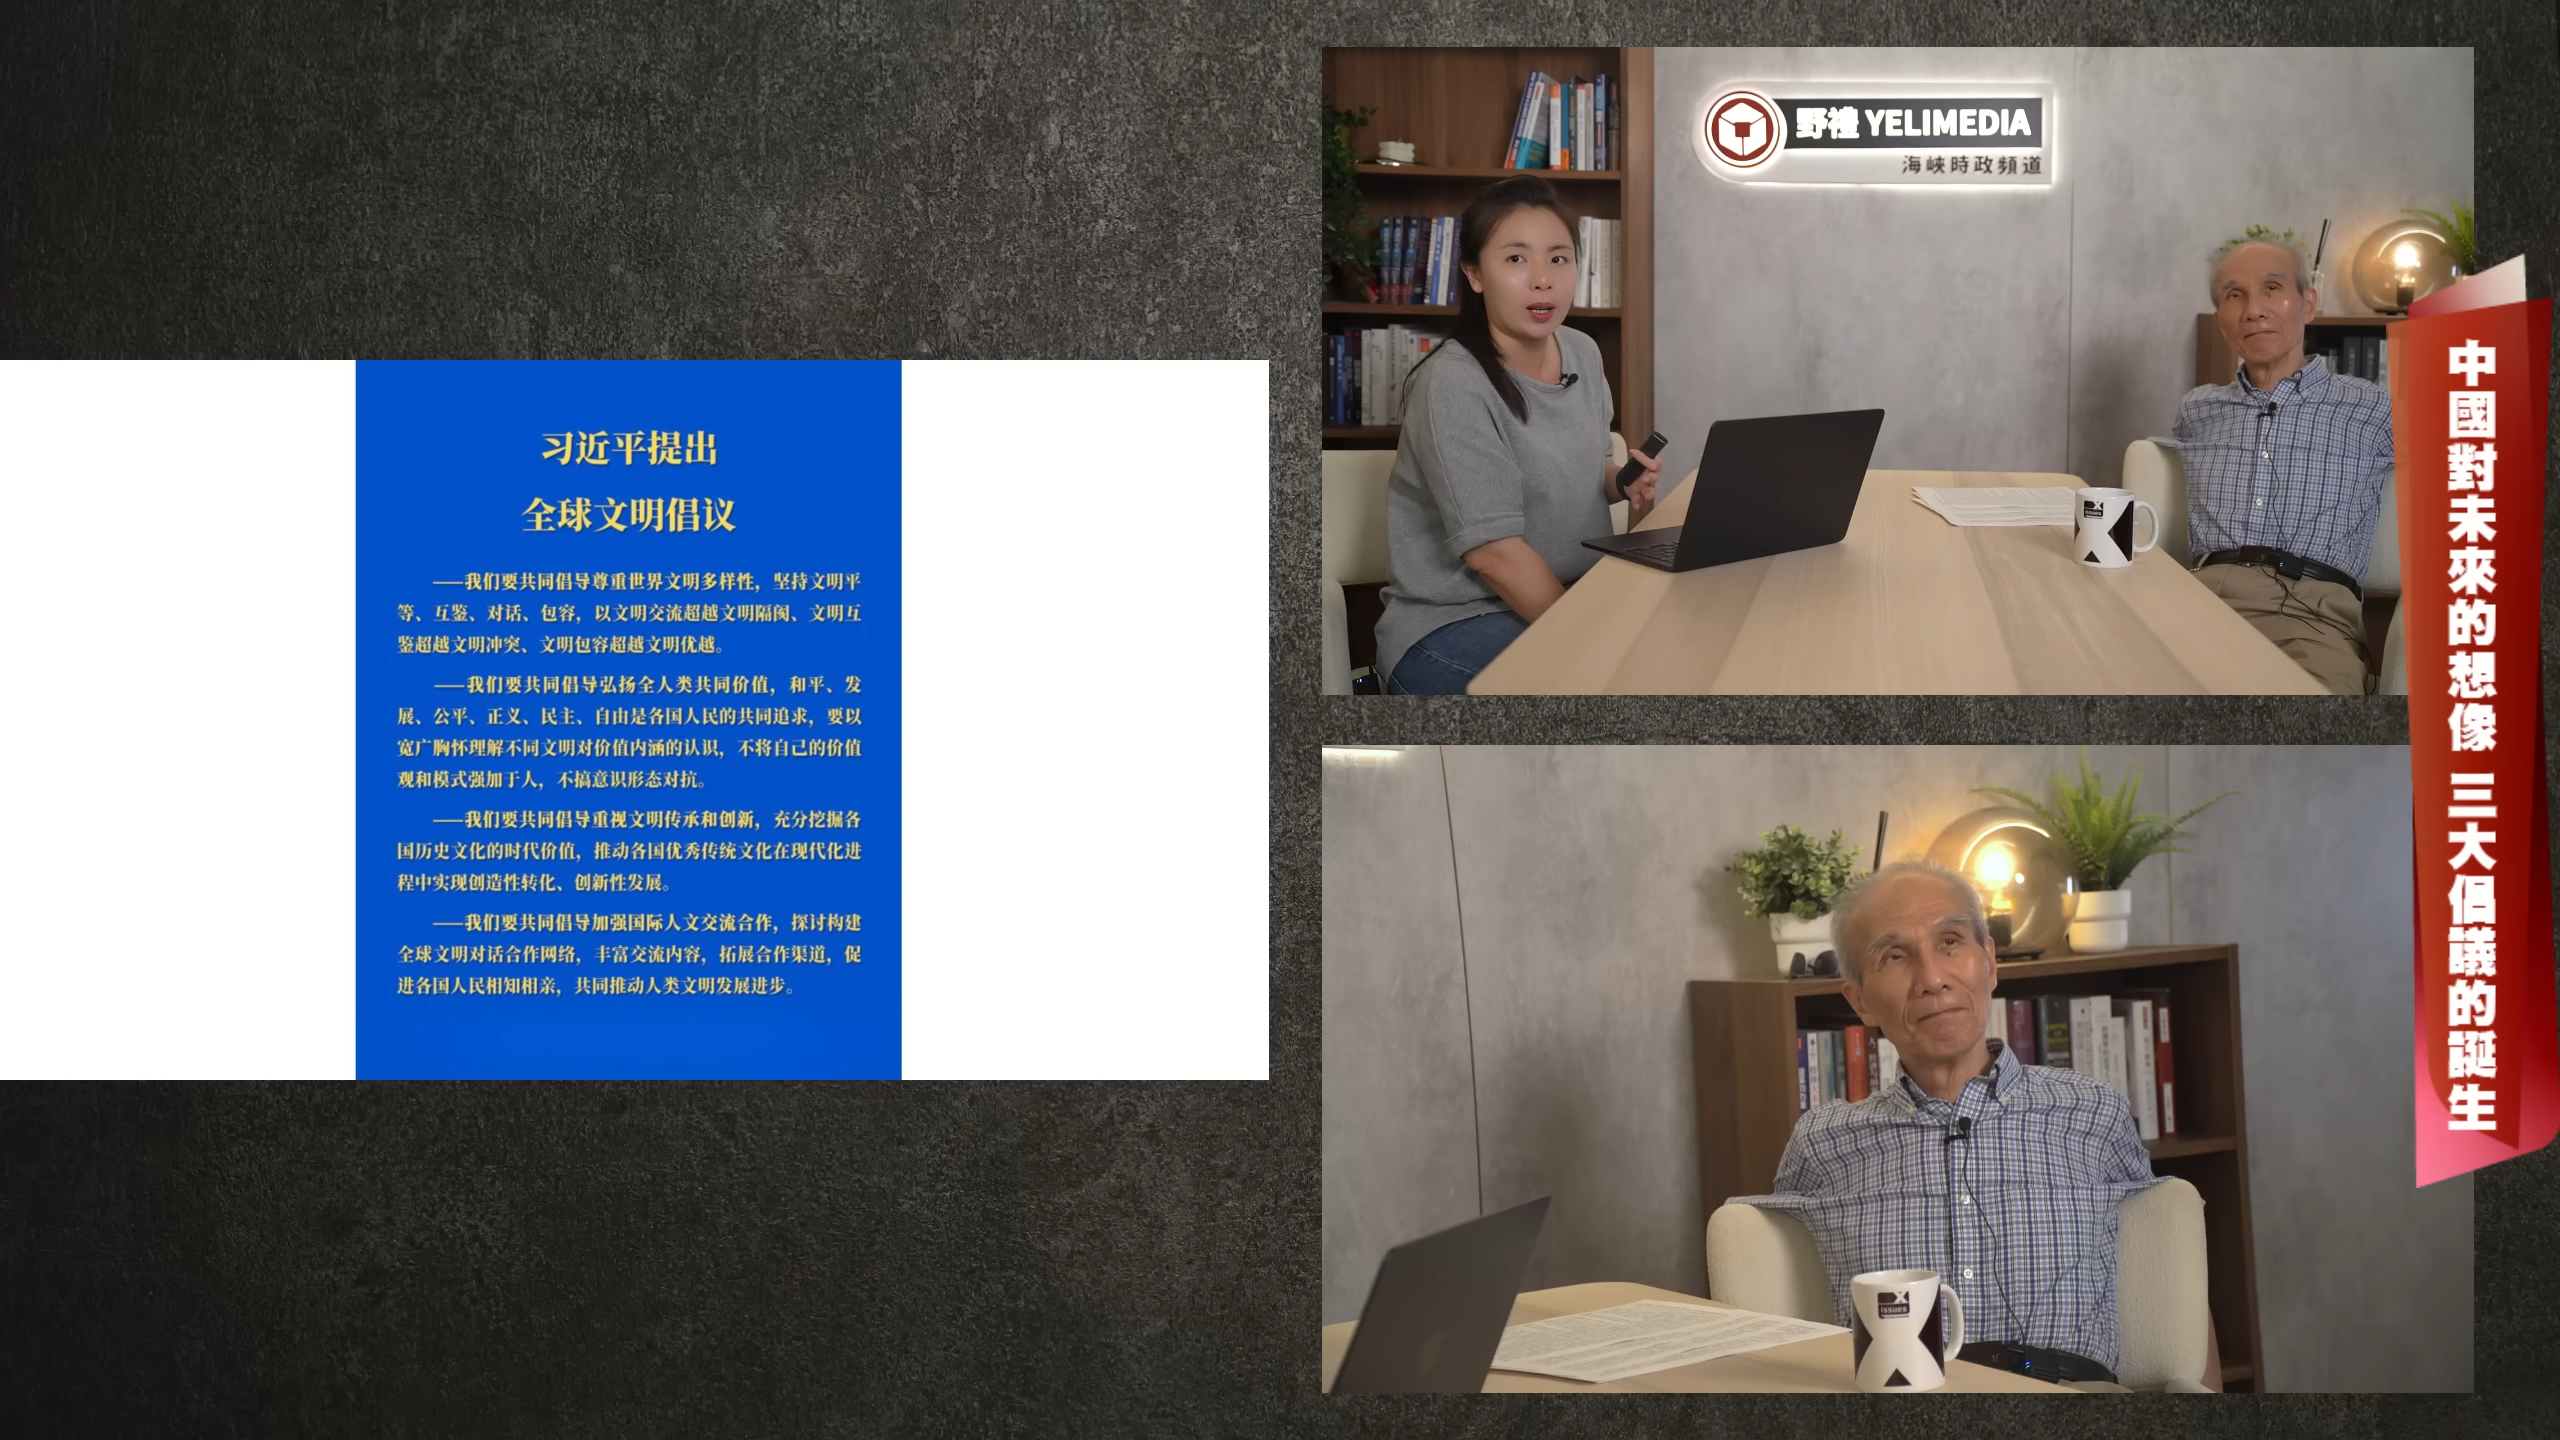 习近平提出
全球文明倡议
——我们要共同倡导尊重世界文明多样性，坚持文明平
等、互鉴、对话、包容，以文明交流超越文明隔阂、文明互
鉴超越文明冲突、文明包容超越文明优越。
——我们要共同倡导弘扬全人类共同价值，和平、发
展、公平、正义、民主、自由是各国人民的共同追求，要以
宽广胸怀理解不同文明对价值内涵的认识，不将自己的价值
观和模式强加于人，不搞意识形态对抗。
——我们要共同倡导重视文明传承和创新，充分挖掘各
国历史文化的时代价值，推动各国优秀传统文化在现代化进
程中实现创造性转化、创新性发展。
——我们要共同倡导加强国际人文交流合作，探讨构建
全球文明对话合作网络，丰富交流内容，拓展合作渠道，促
进各国人民相知相亲，共同推动人类文明发展进步。
野禮 YELIMEDIA
海峽時政頻道
中國對未來的想像 三大倡議的誕生
X
issues